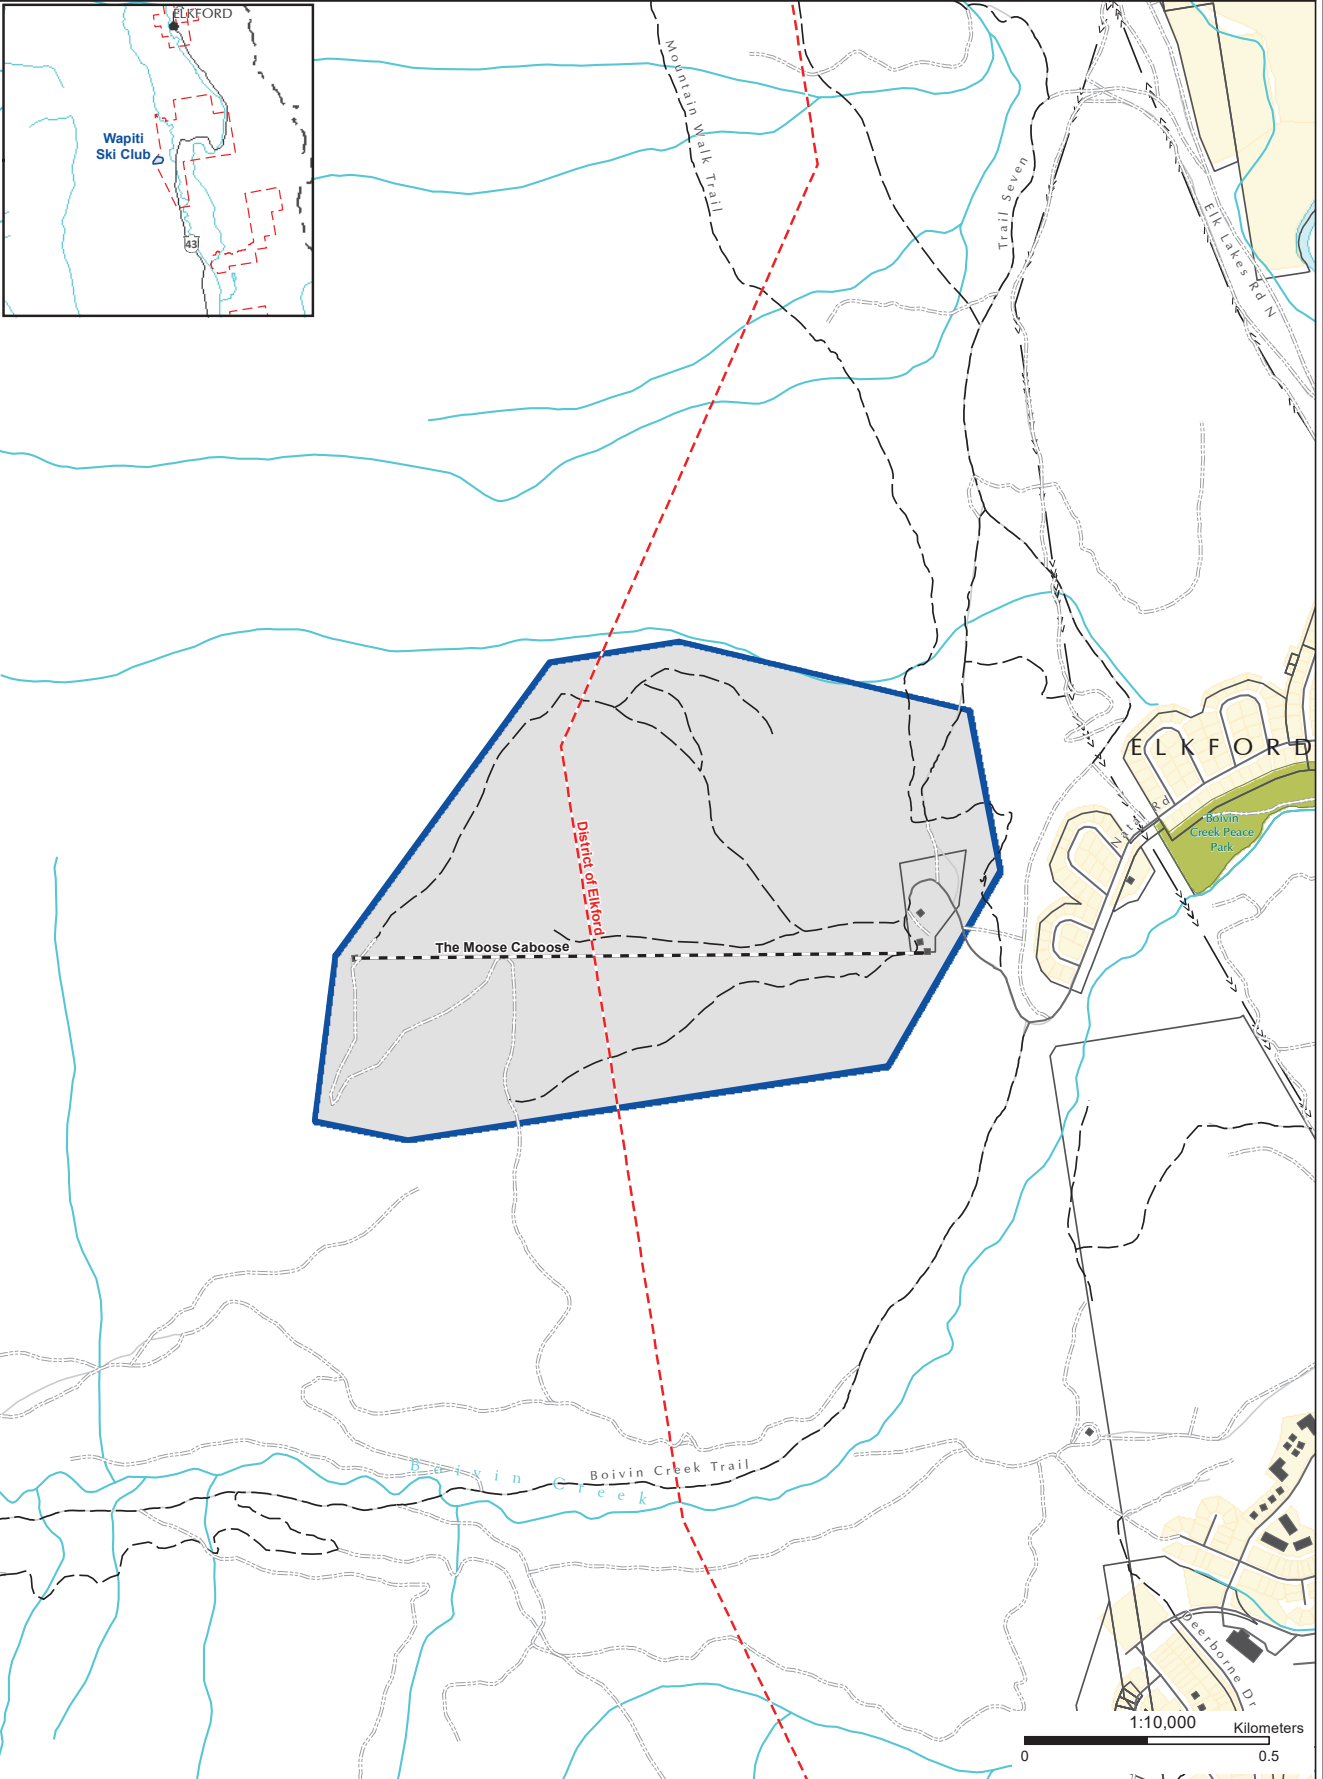 ELKFORD
Wapiti
Ski Club
43
Mountain Walk Trail
Trail Seven
Elk Lakes Rd N
ELKFORD
Natal Rd
Boivin
Creek Peace
Park
District of Elkford
The Moose Caboose
Boivin Creek
Boivin Creek Trail
Deerborne Dr
1:10,000
Kilometers
0
0.5